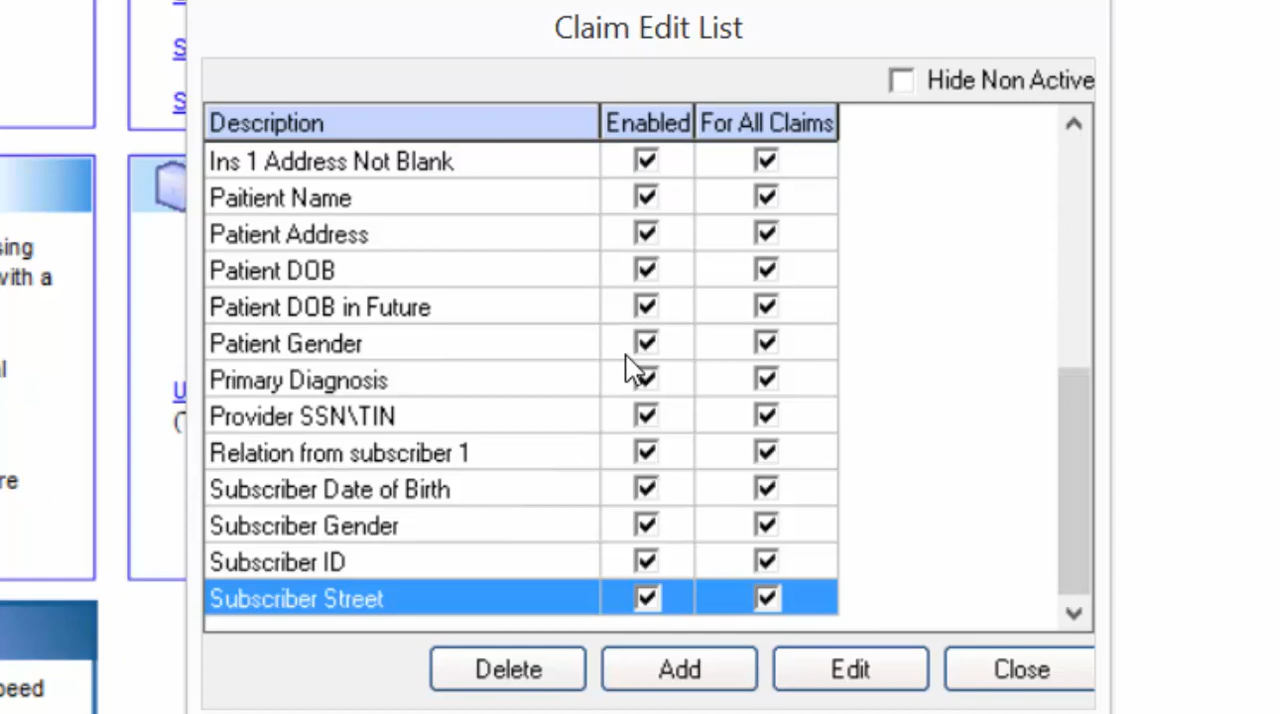 Claim Edit List
Hide Non Active
Description Enabled For All Claims
Ins 1 Address Not Blank
Paitient Name
Patient Address
Patient DOB
Patient DOB in Future
Patient Gender
Primary Diagnosis
Provider SSN\TIN
Relation from subscriber 1
Subscriber Date of Birth
Subscriber Gender
Subscriber ID
Subscriber Street
Delete Add Edit Close
S
S
sing
with a
al
U
(
re
peed